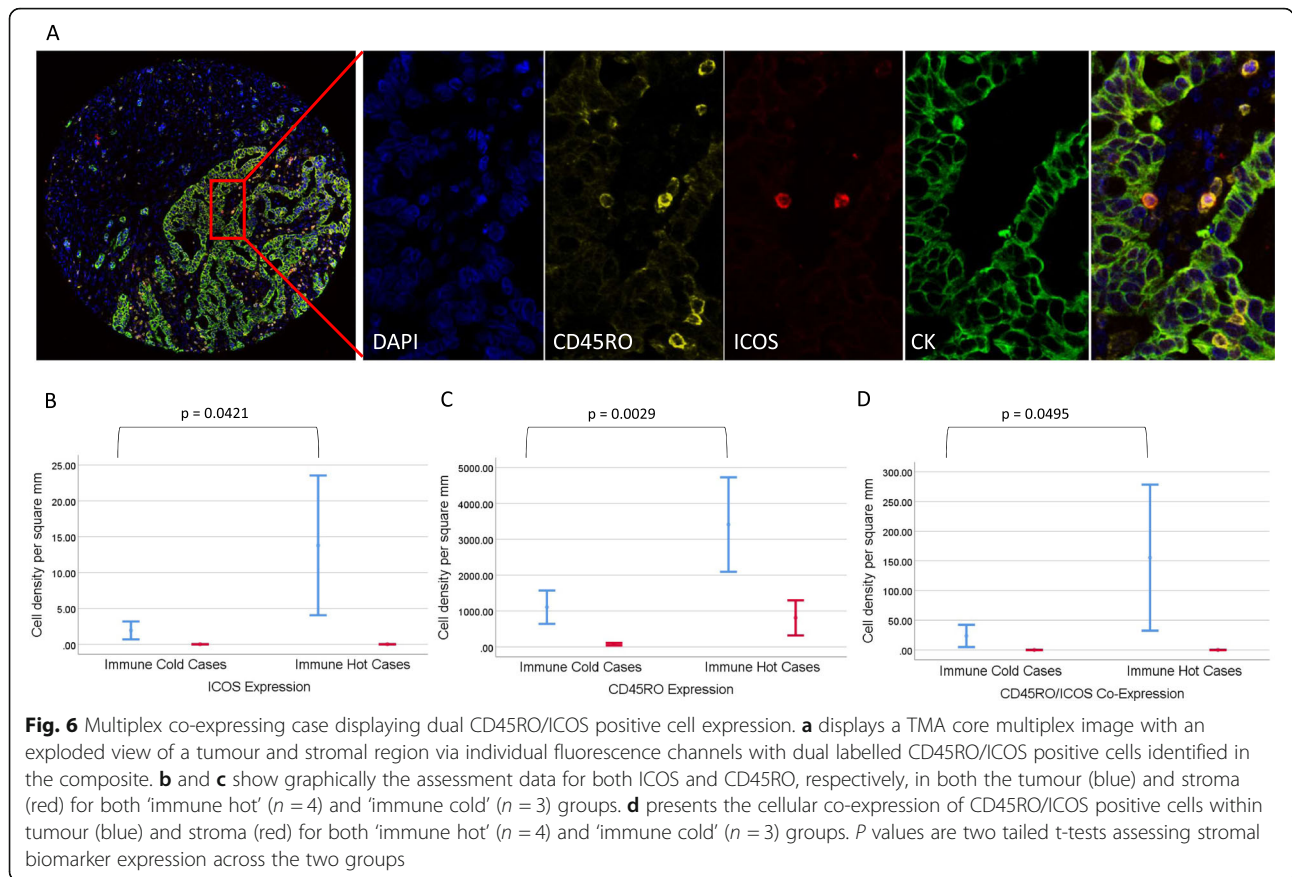 A
DAPI
CD45RO
ICOS
CK
B
p = 0.0421
Cell density per square mm
25.00
20.00
15.00
10.00
5.00
.00
Immune Cold Cases
Immune Hot Cases
ICOS Expression
C
p = 0.0029
Cell density per square mm
5000.00
4000.00
3000.00
2000.00
1000.00
.00
Immune Cold Cases
Immune Hot Cases
CD45RO Expression
D
p = 0.0495
Cell density per square mm
300.00
250.00
200.00
150.00
100.00
50.00
.00
Immune Cold Cases
Immune Hot Cases
CD45RO/ICOS Co-Expression
Fig. 6 Multiplex co-expressing case displaying dual CD45RO/ICOS positive cell expression. a displays a TMA core multiplex image with an
exploded view of a tumour and stromal region via individual fluorescence channels with dual labelled CD45RO/ICOS positive cells identified in
the composite. b and c show graphically the assessment data for both ICOS and CD45RO, respectively, in both the tumour (blue) and stroma
(red) for both ‘immune hot’ (n = 4) and ‘immune cold’ (n = 3) groups. d presents the cellular co-expression of CD45RO/ICOS positive cells within
tumour (blue) and stroma (red) for both ‘immune hot’ (n = 4) and ‘immune cold’ (n = 3) groups. P values are two tailed t-tests assessing stromal
biomarker expression across the two groups